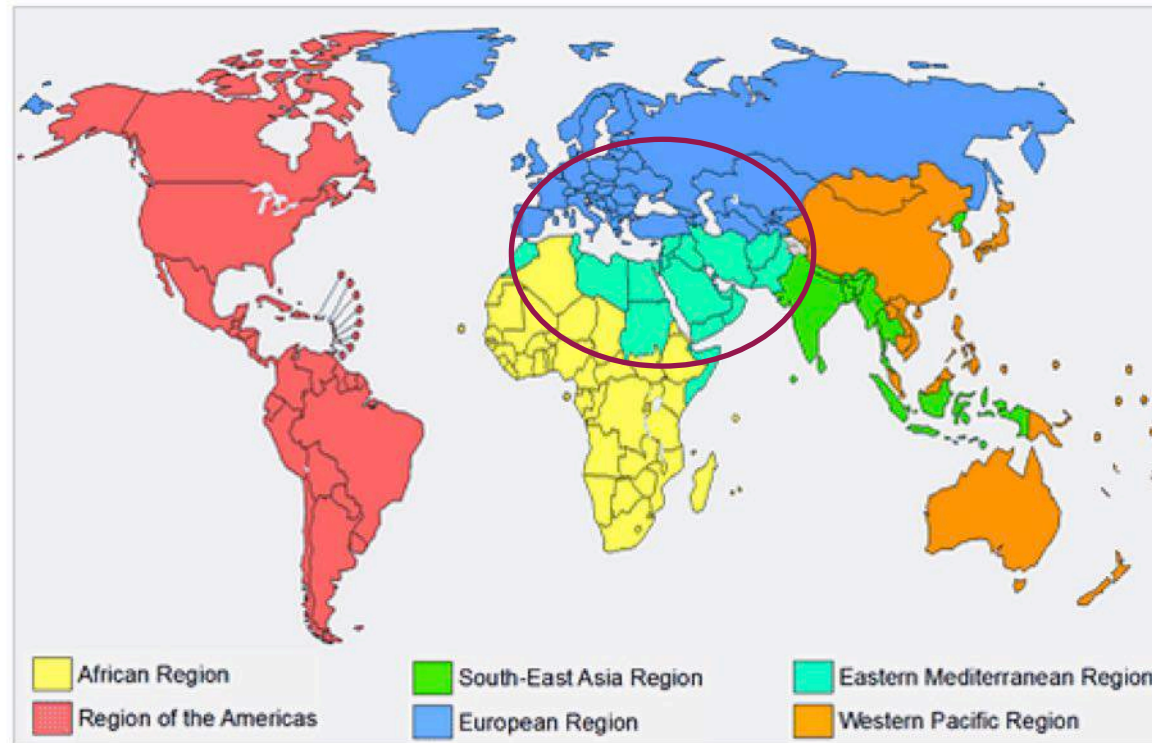 African Region
South-East Asia Region
Eastern Mediterranean Region
Region of the Americas
European Region
Western Pacific Region